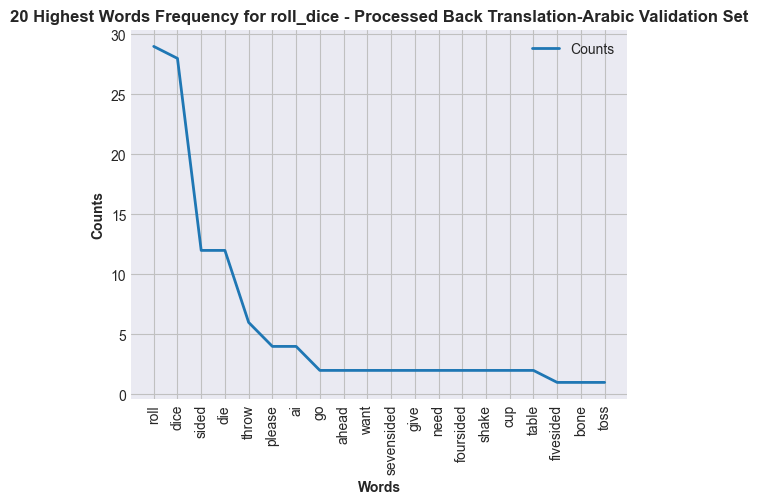 20 Highest Words Frequency for roll_dice - Processed Back Translation-Arabic Validation Set
Counts
30
25
20
15
10
5
0
Counts
roll
dice
sided
die
throw
please
ai
go
ahead
want
sevensided
give
need
foursided
shake
cup
table
fivesided
bone
toss
Words